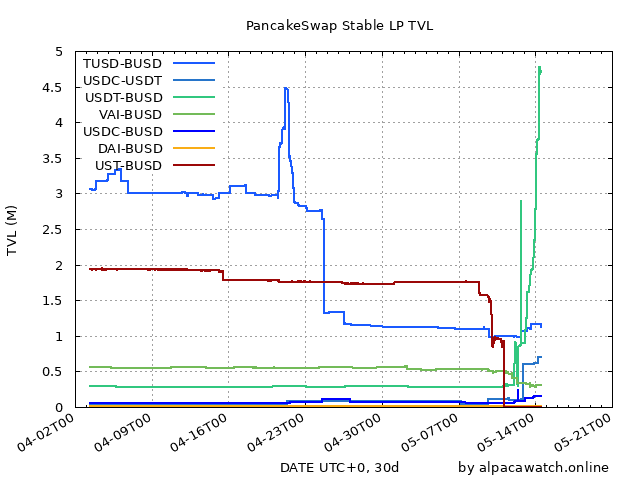 PancakeSwap Stable LP TVL
5
4.5
4
3.5
3
2.5
2
1.5
1
0.5
0
TVL (M)
TUSD-BUSD
USDC-USDT
USDT-BUSD
VAI-BUSD
USDC-BUSD
DAI-BUSD
UST-BUSD
04-02T00
04-09T00
04-16T00
04-23T00
04-30T00
05-07T00
05-14T00
05-21T00
DATE UTC+0, 30d
by alpacawatch.online